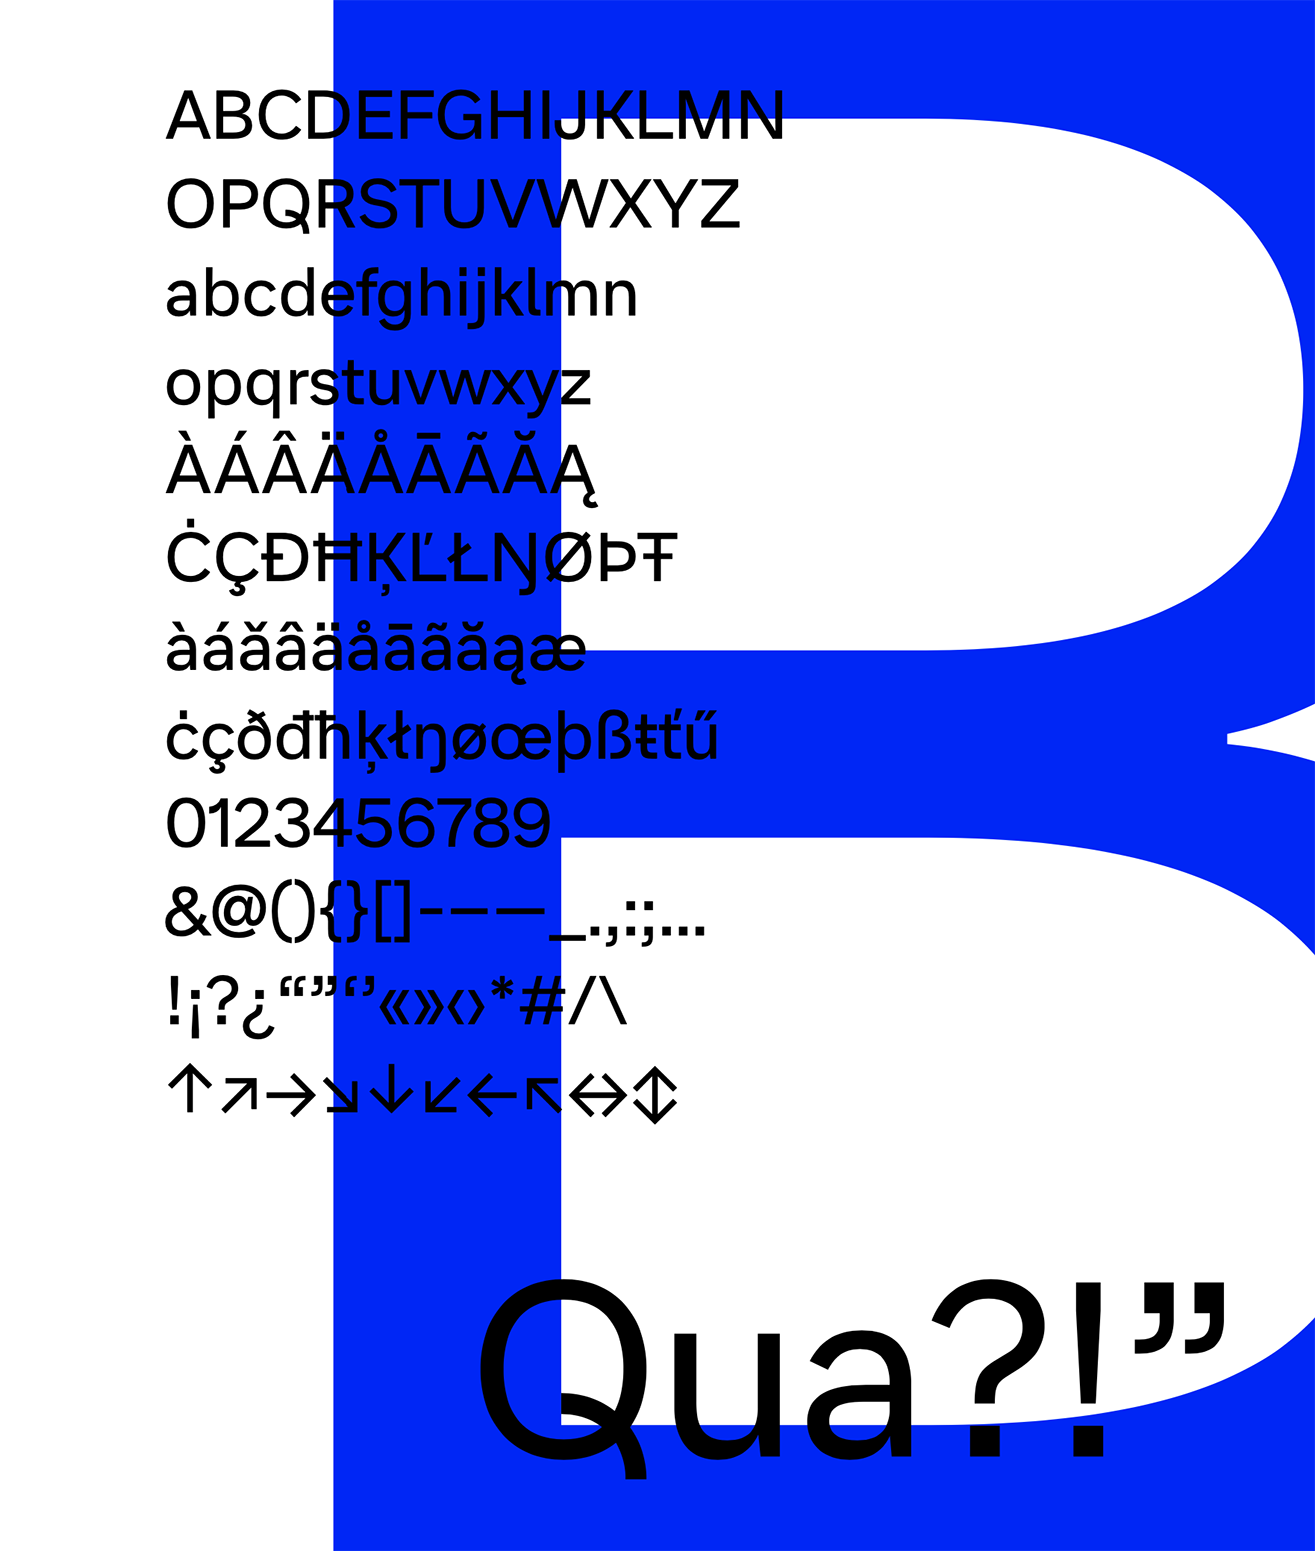 ABCDEFGHIJKLMN
OPQRSTUVWXYZ
abcdefghijklmn
opqrstuvwxyz
ÀÁÂÄÅĀÃĂĄ
ĊÇĐĦĶĽŁŊØÞŦ
àáǎâäåāãăąæ
ċçðđħķłŋøœþßŧťű
0123456789
&@(){}[]-–—_.,:;…
!¡?¿“”‘’«»‹›*#/\
↑↗→↘↓↙←↖↔↕
Qua?!”
B